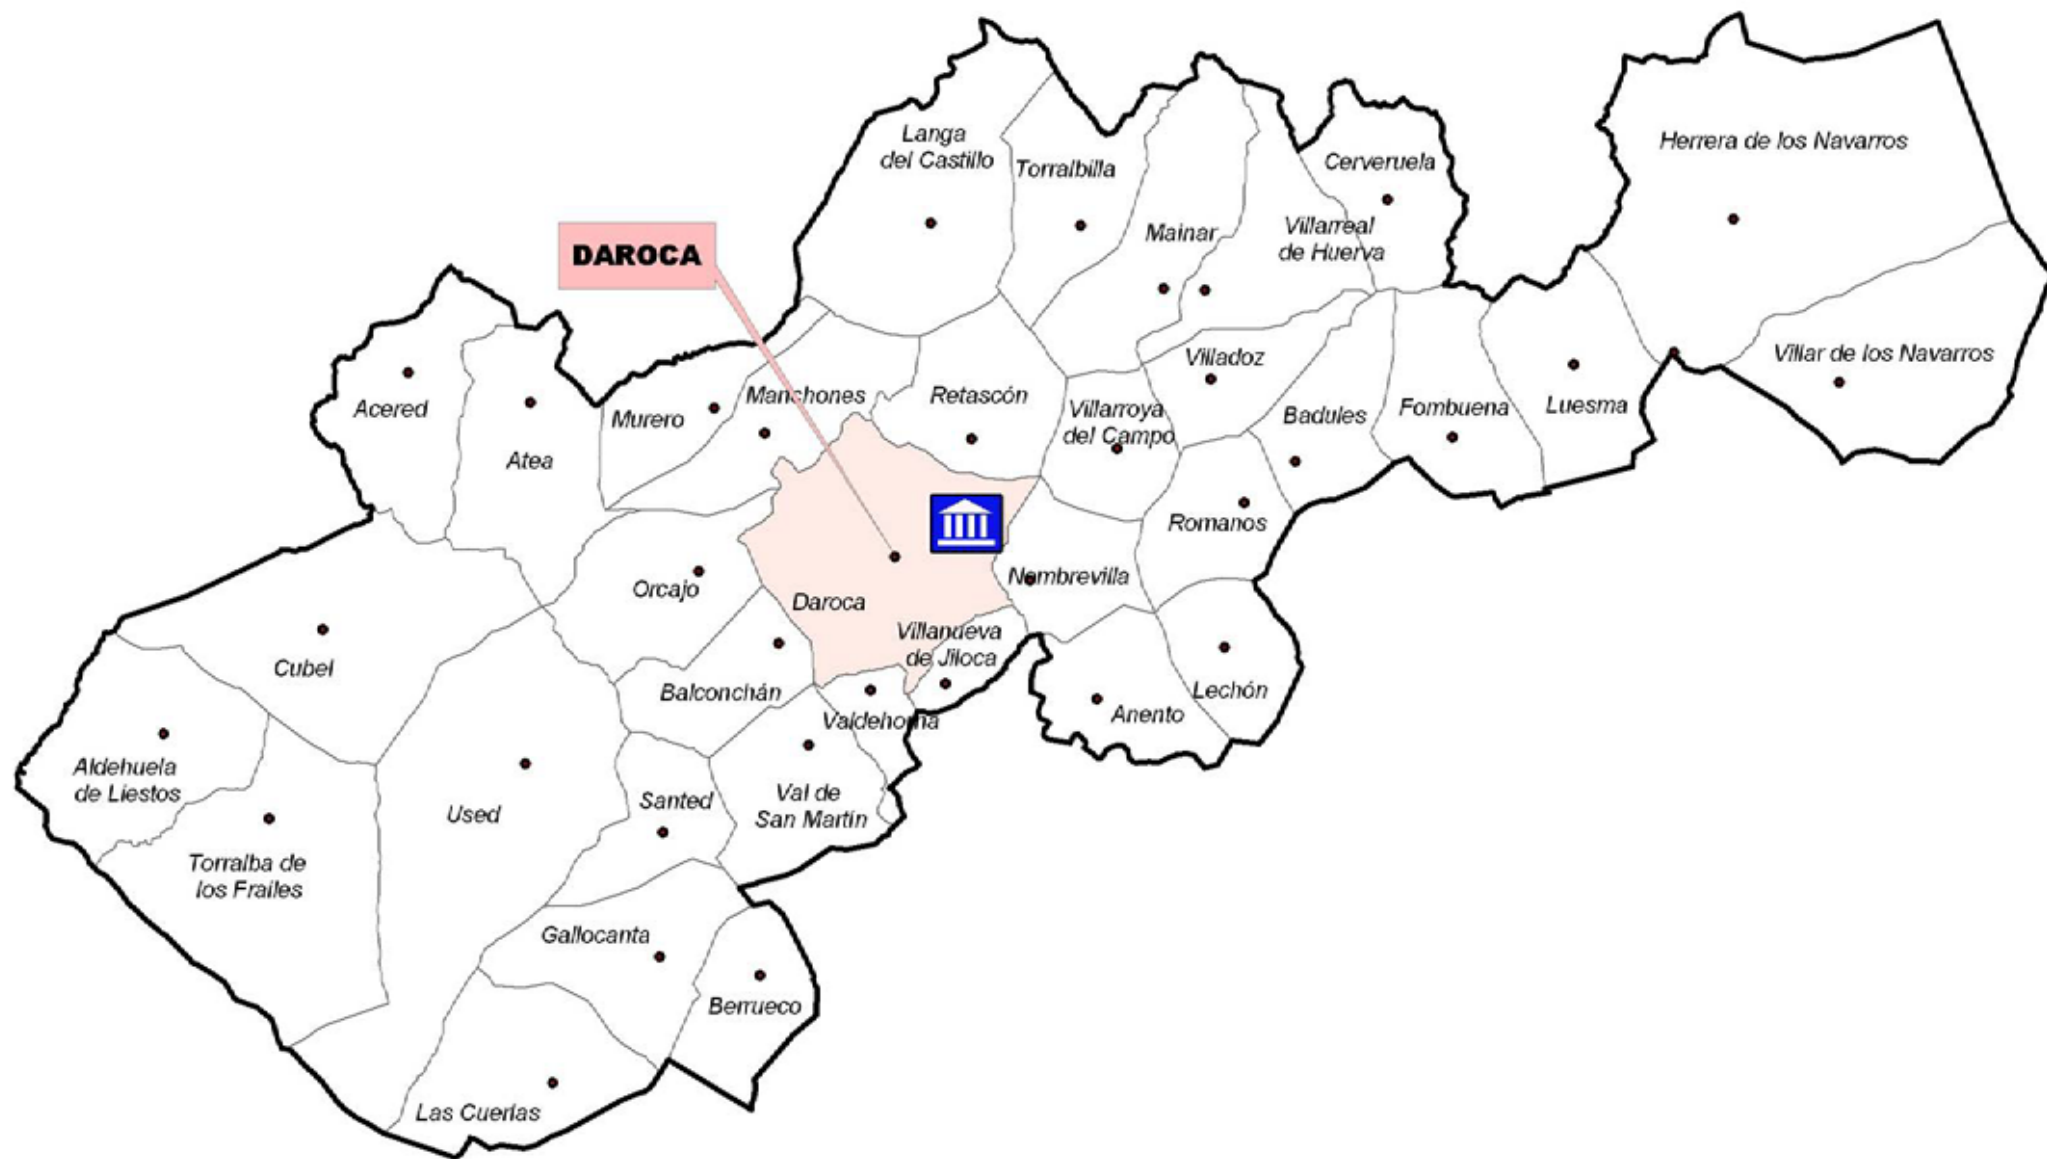 Langa
del Castillo
Torralbilla
Herrera de los Navarros
Cerveruela
Mainar
Villarreal
de Huerva
DAROCA
Villar de los Navarros
Villadoz
Acered
Murero
Manchones
Retascón
Villarroya
del Campo
Badules
Fombuena
Luesma
Atea
Romanos
Orcajo
Daroca
Nombrevilla
Villanueva
de Jiloca
Cubel
Balconchán
Valdehorna
Anento
Lechón
Aldehuela
de Liestos
Used
Santed
Val de
San Martín
Torralba de
los Frailes
Gallocanta
Berrueco
Las Cuerlas